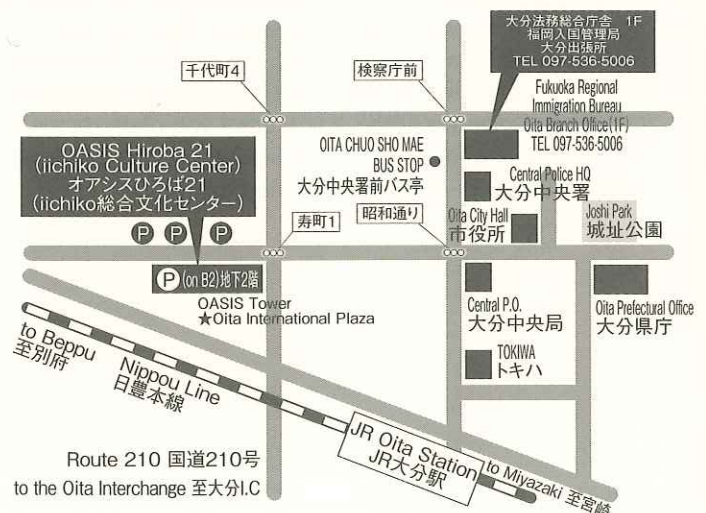 大分法務総合庁舎 1F
福岡入国管理局
大分出張所
TEL 097-536-5006
千代町4
検察庁前
Fukuoka Regional
Immigration Bureau
Oita Branch Office(1F)
TEL 097-536-5006
OASIS Hiroba 21
(iichiko Culture Center)
オアシスひろば21
(iichiko総合文化センター)
OITA CHUO SHO MAE
BUS STOP
大分中央署前バス亭
Central Police HQ
大分中央署
寿町1
昭和通り
Oita City Hall
市役所
Joshi Park
城址公園
P P P
P (on B2)地下2階
OASIS Tower
★Oita International Plaza
Central P.O.
大分中央局
Oita Prefectural Office
大分県庁
TOKIWA
トキハ
to Beppu
至別府
Nippou Line
日豊本線
JR Oita Station
JR大分駅
to Miyazaki 至宮崎
Route 210 国道210号
to the Oita Interchange 至大分I.C